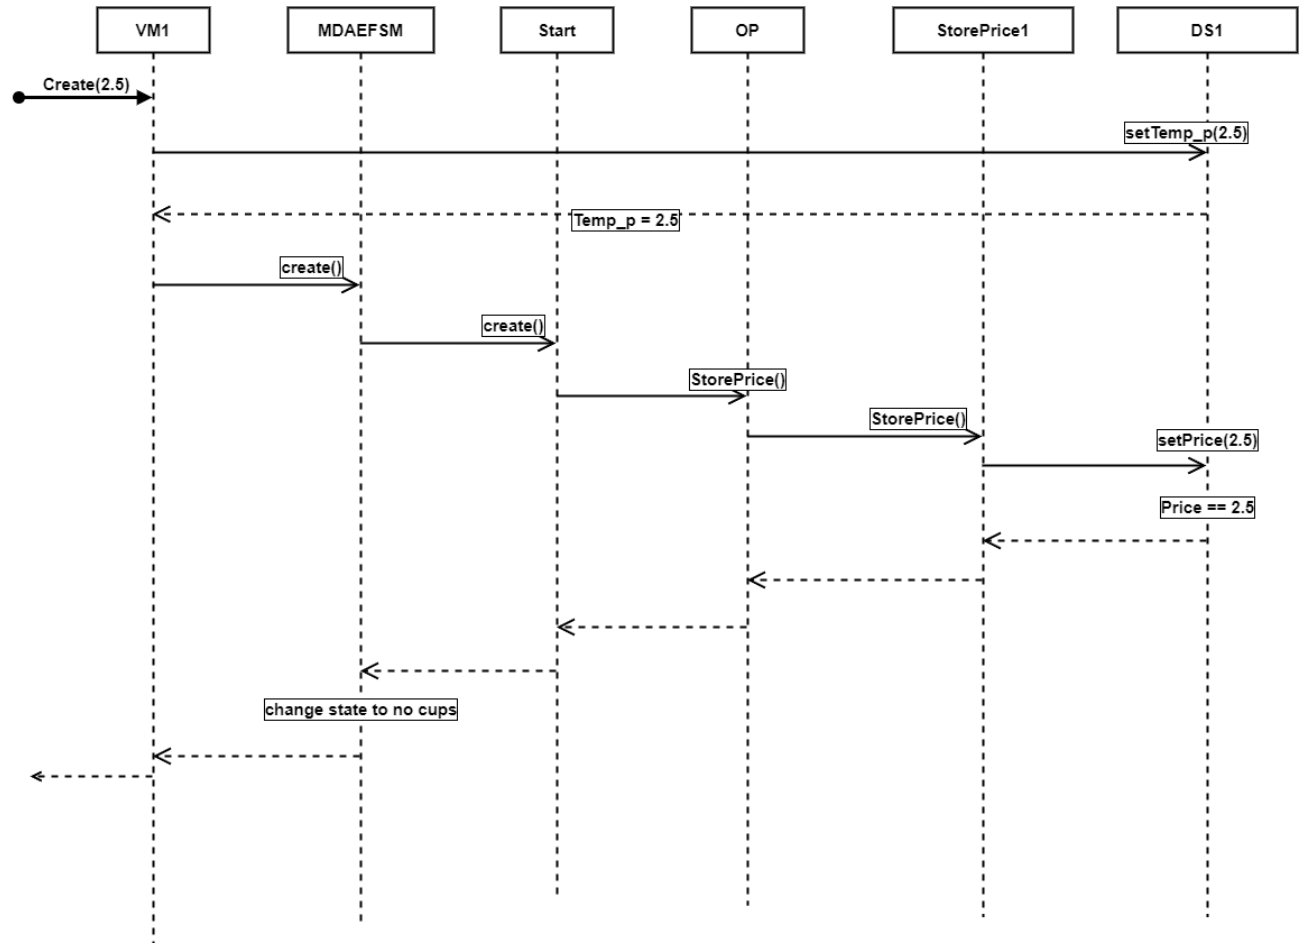 VM1
MDAEFSM
Start
OP
StorePrice1
DS1
Create(2.5)
setTemp_p(2.5)
Temp_p = 2.5
create()
create()
StorePrice()
StorePrice()
setPrice(2.5)
Price == 2.5
change state to no cups